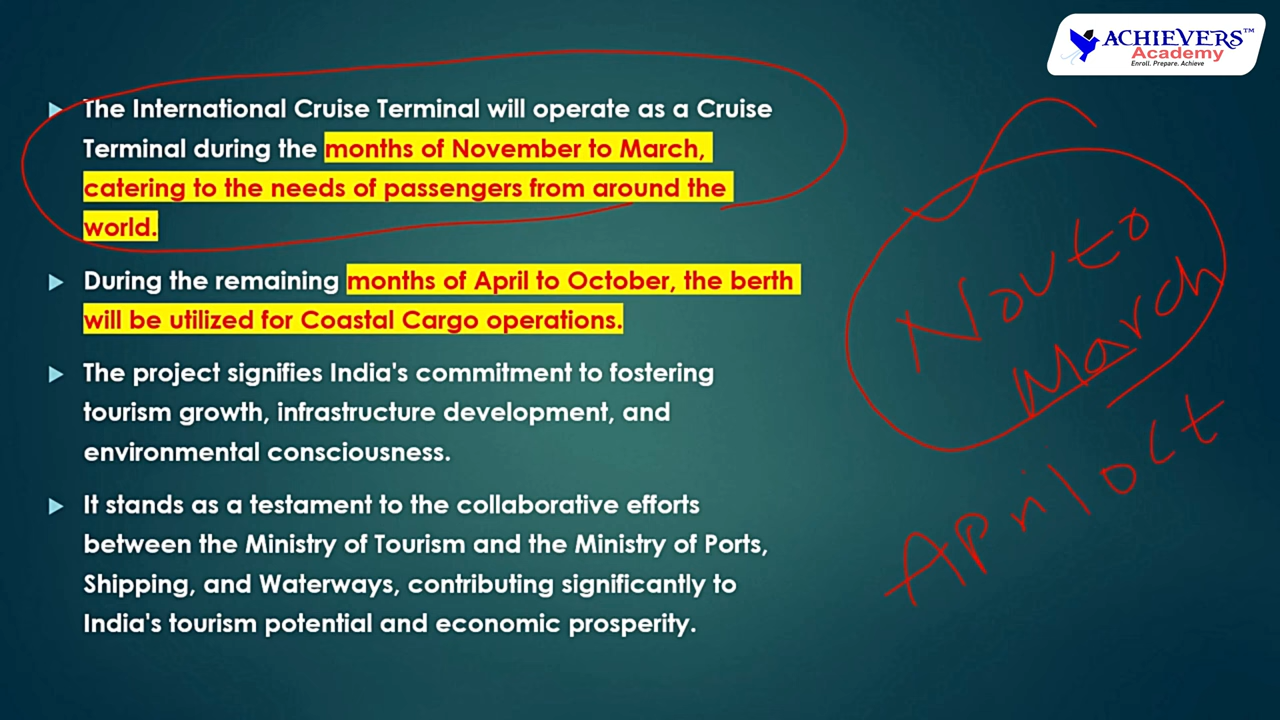 ACHIEVERS™
Academy
Enroll. Prepare. Achieve
The International Cruise Terminal will operate as a Cruise
Terminal during the months of November to March,
catering to the needs of passengers from around the
world.
During the remaining months of April to October, the berth
will be utilized for Coastal Cargo operations.
The project signifies India's commitment to fostering
tourism growth, infrastructure development, and
environmental consciousness.
It stands as a testament to the collaborative efforts
between the Ministry of Tourism and the Ministry of Ports,
Shipping, and Waterways, contributing significantly to
India's tourism potential and economic prosperity.
Nov to
March
April oct